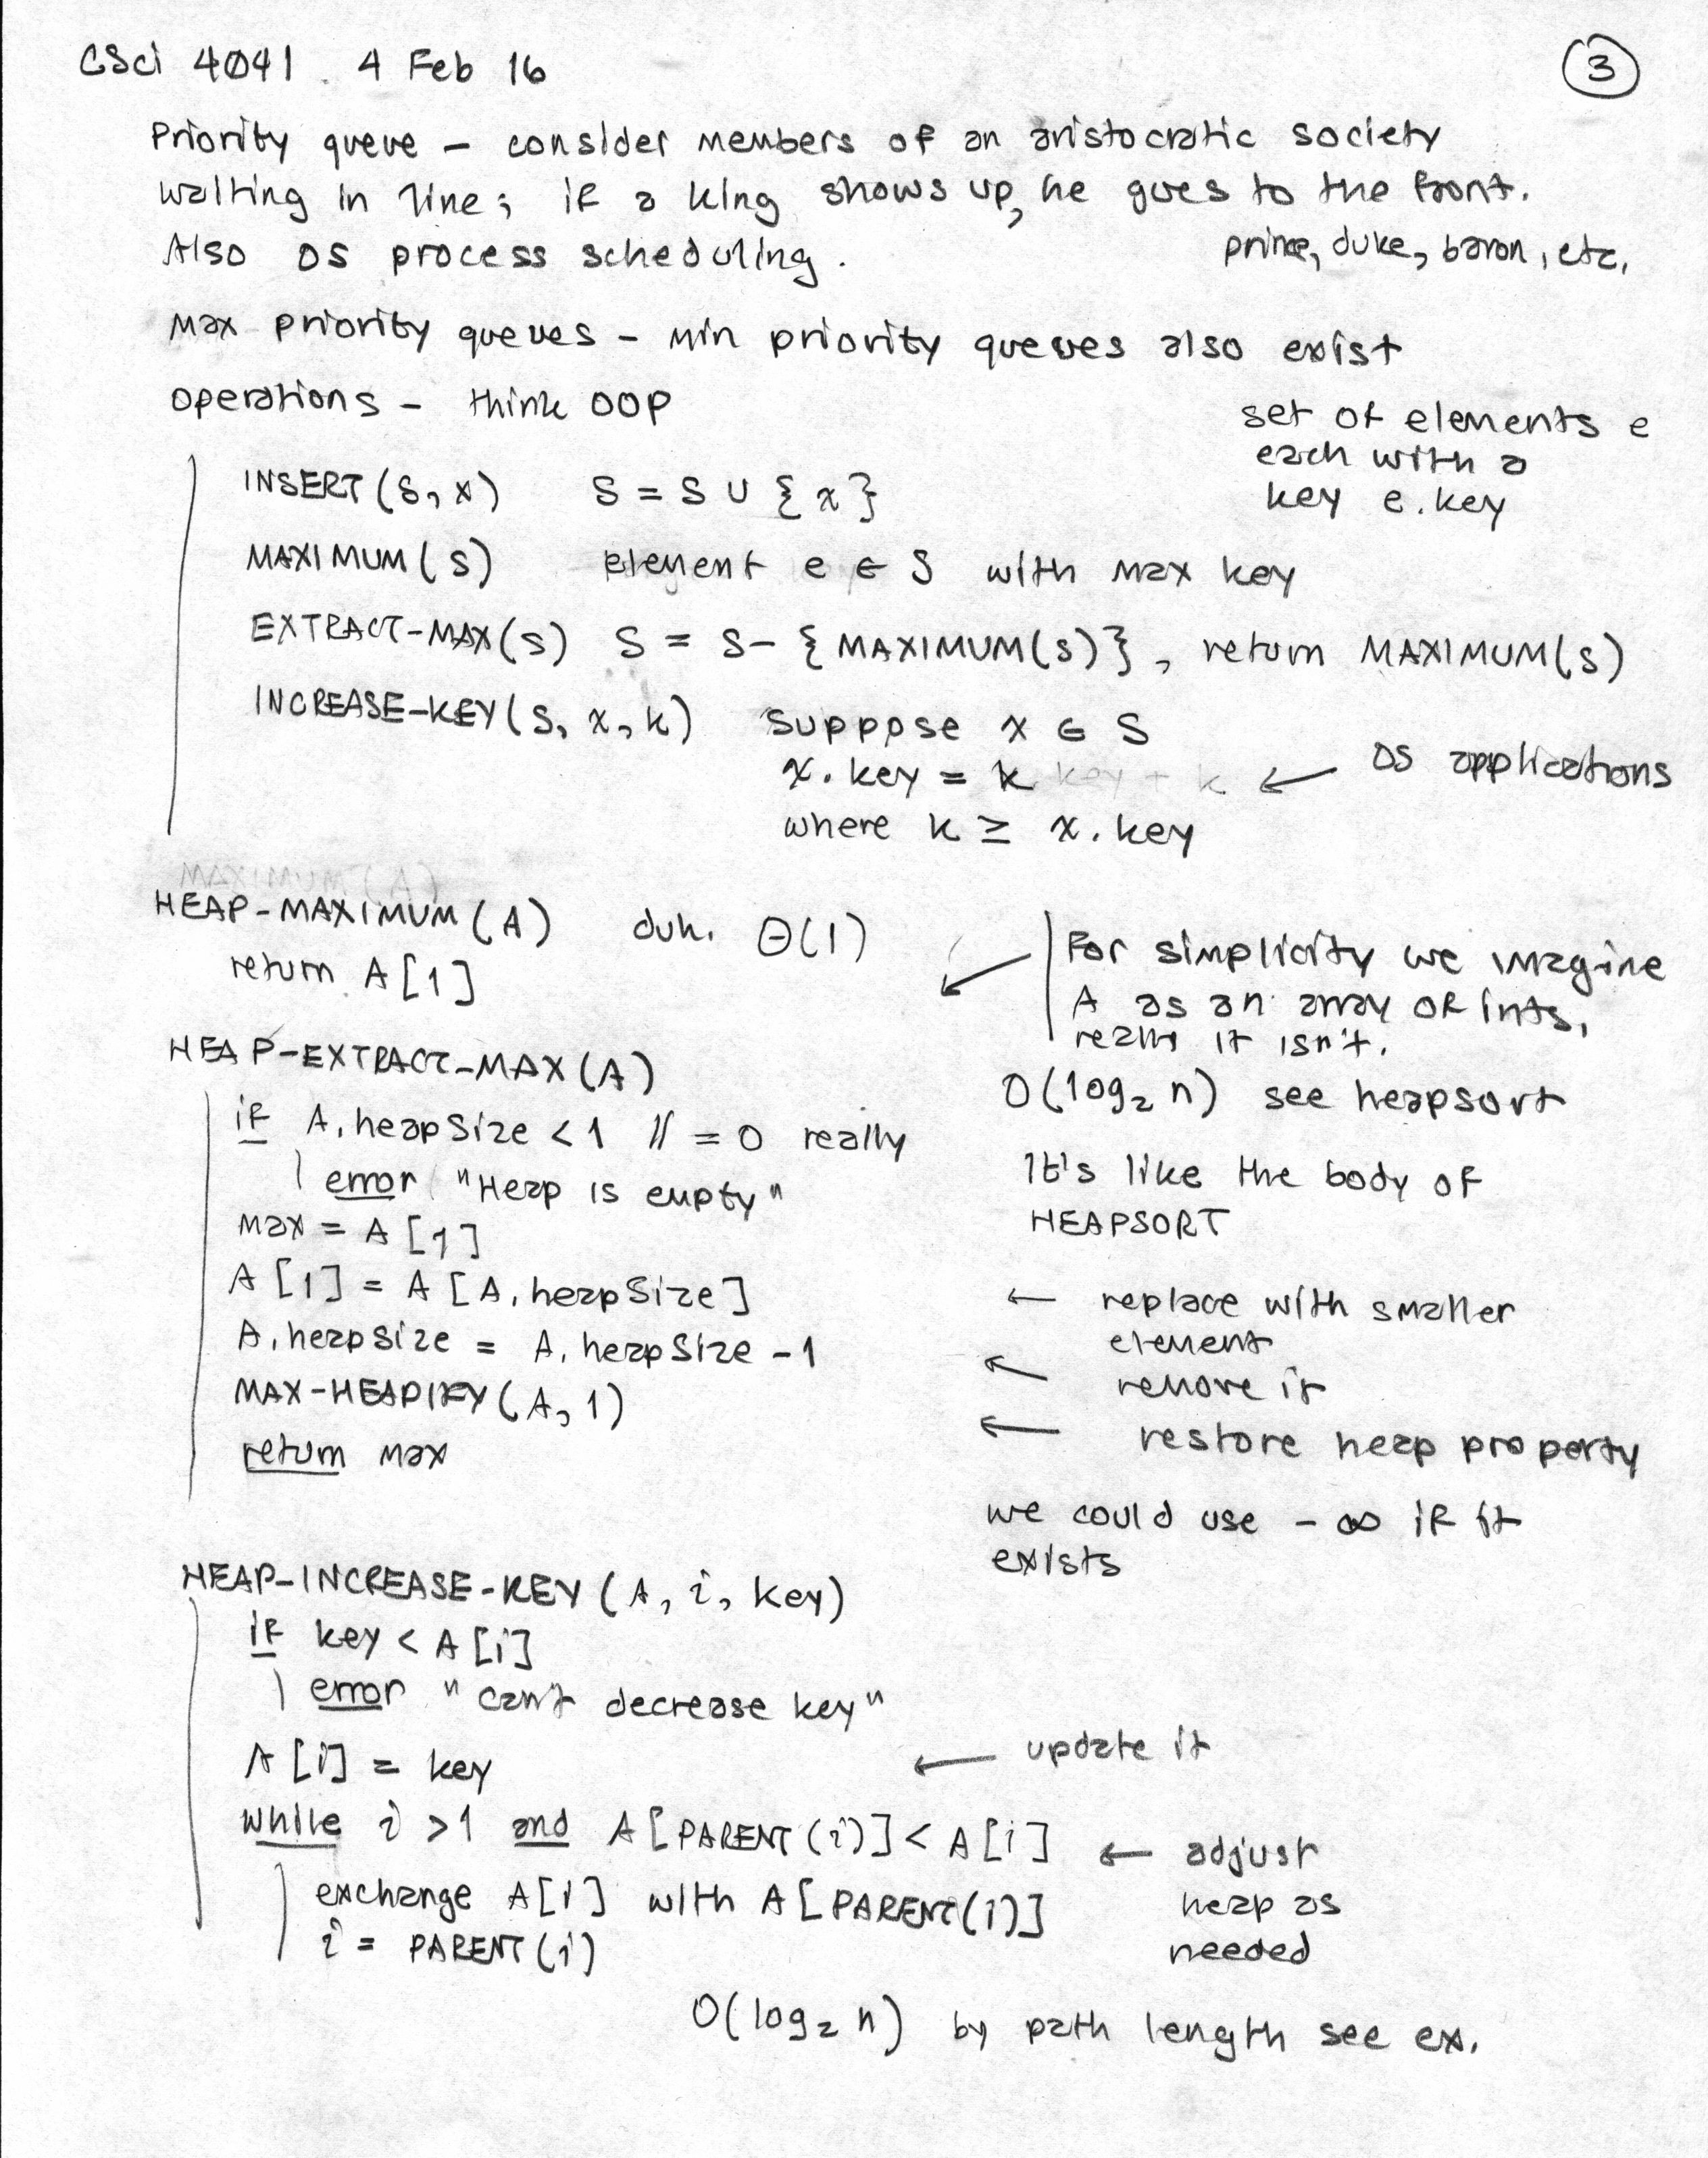 CSci 4041 4 Feb 16
3
Priority queue – consider members of an aristocratic society
waiting in line; if a king shows up, he goes to the front.
Also OS process scheduling.
prince, duke, baron, etc.
Max priority queues – min priority queues also exist
operations – think OOP
set of elements e
each with a
key e.key
INSERT(S, x) S = S ∪ {x}
MAXIMUM(S) element e ∈ S with max key
EXTRACT-MAX(S) S = S – {MAXIMUM(S)}, return MAXIMUM(S)
INCREASE-KEY(S, x, k) suppose x ∈ S
x.key = k key + k ← OS applications
where k ≥ x.key
MAXIMUM(A)
HEAP-MAXIMUM(A) duh. Θ(1)
return A[1]
For simplicity we imagine
A as an array of ints,
really it isn't.
HEAP-EXTRACT-MAX(A)
O(log₂ n) see heapsort
if A.heapSize < 1 // = 0 really
error "Heap is empty"
It's like the body of
HEAPSORT
max = A[1]
A[1] = A[A.heapSize]
← replace with smaller
element
A.heapsize = A.heapSize – 1
← remove it
MAX-HEAPIFY(A, 1)
← restore heap property
return max
we could use – ∞ if it
exists
HEAP-INCREASE-KEY(A, i, key)
if key < A[i]
error "can't decrease key"
A[i] = key ← update it
while i > 1 and A[PARENT(i)] < A[i] ← adjust
heap as
needed
exchange A[i] with A[PARENT(i)]
i = PARENT(i)
O(log₂ n) by path length see ex.